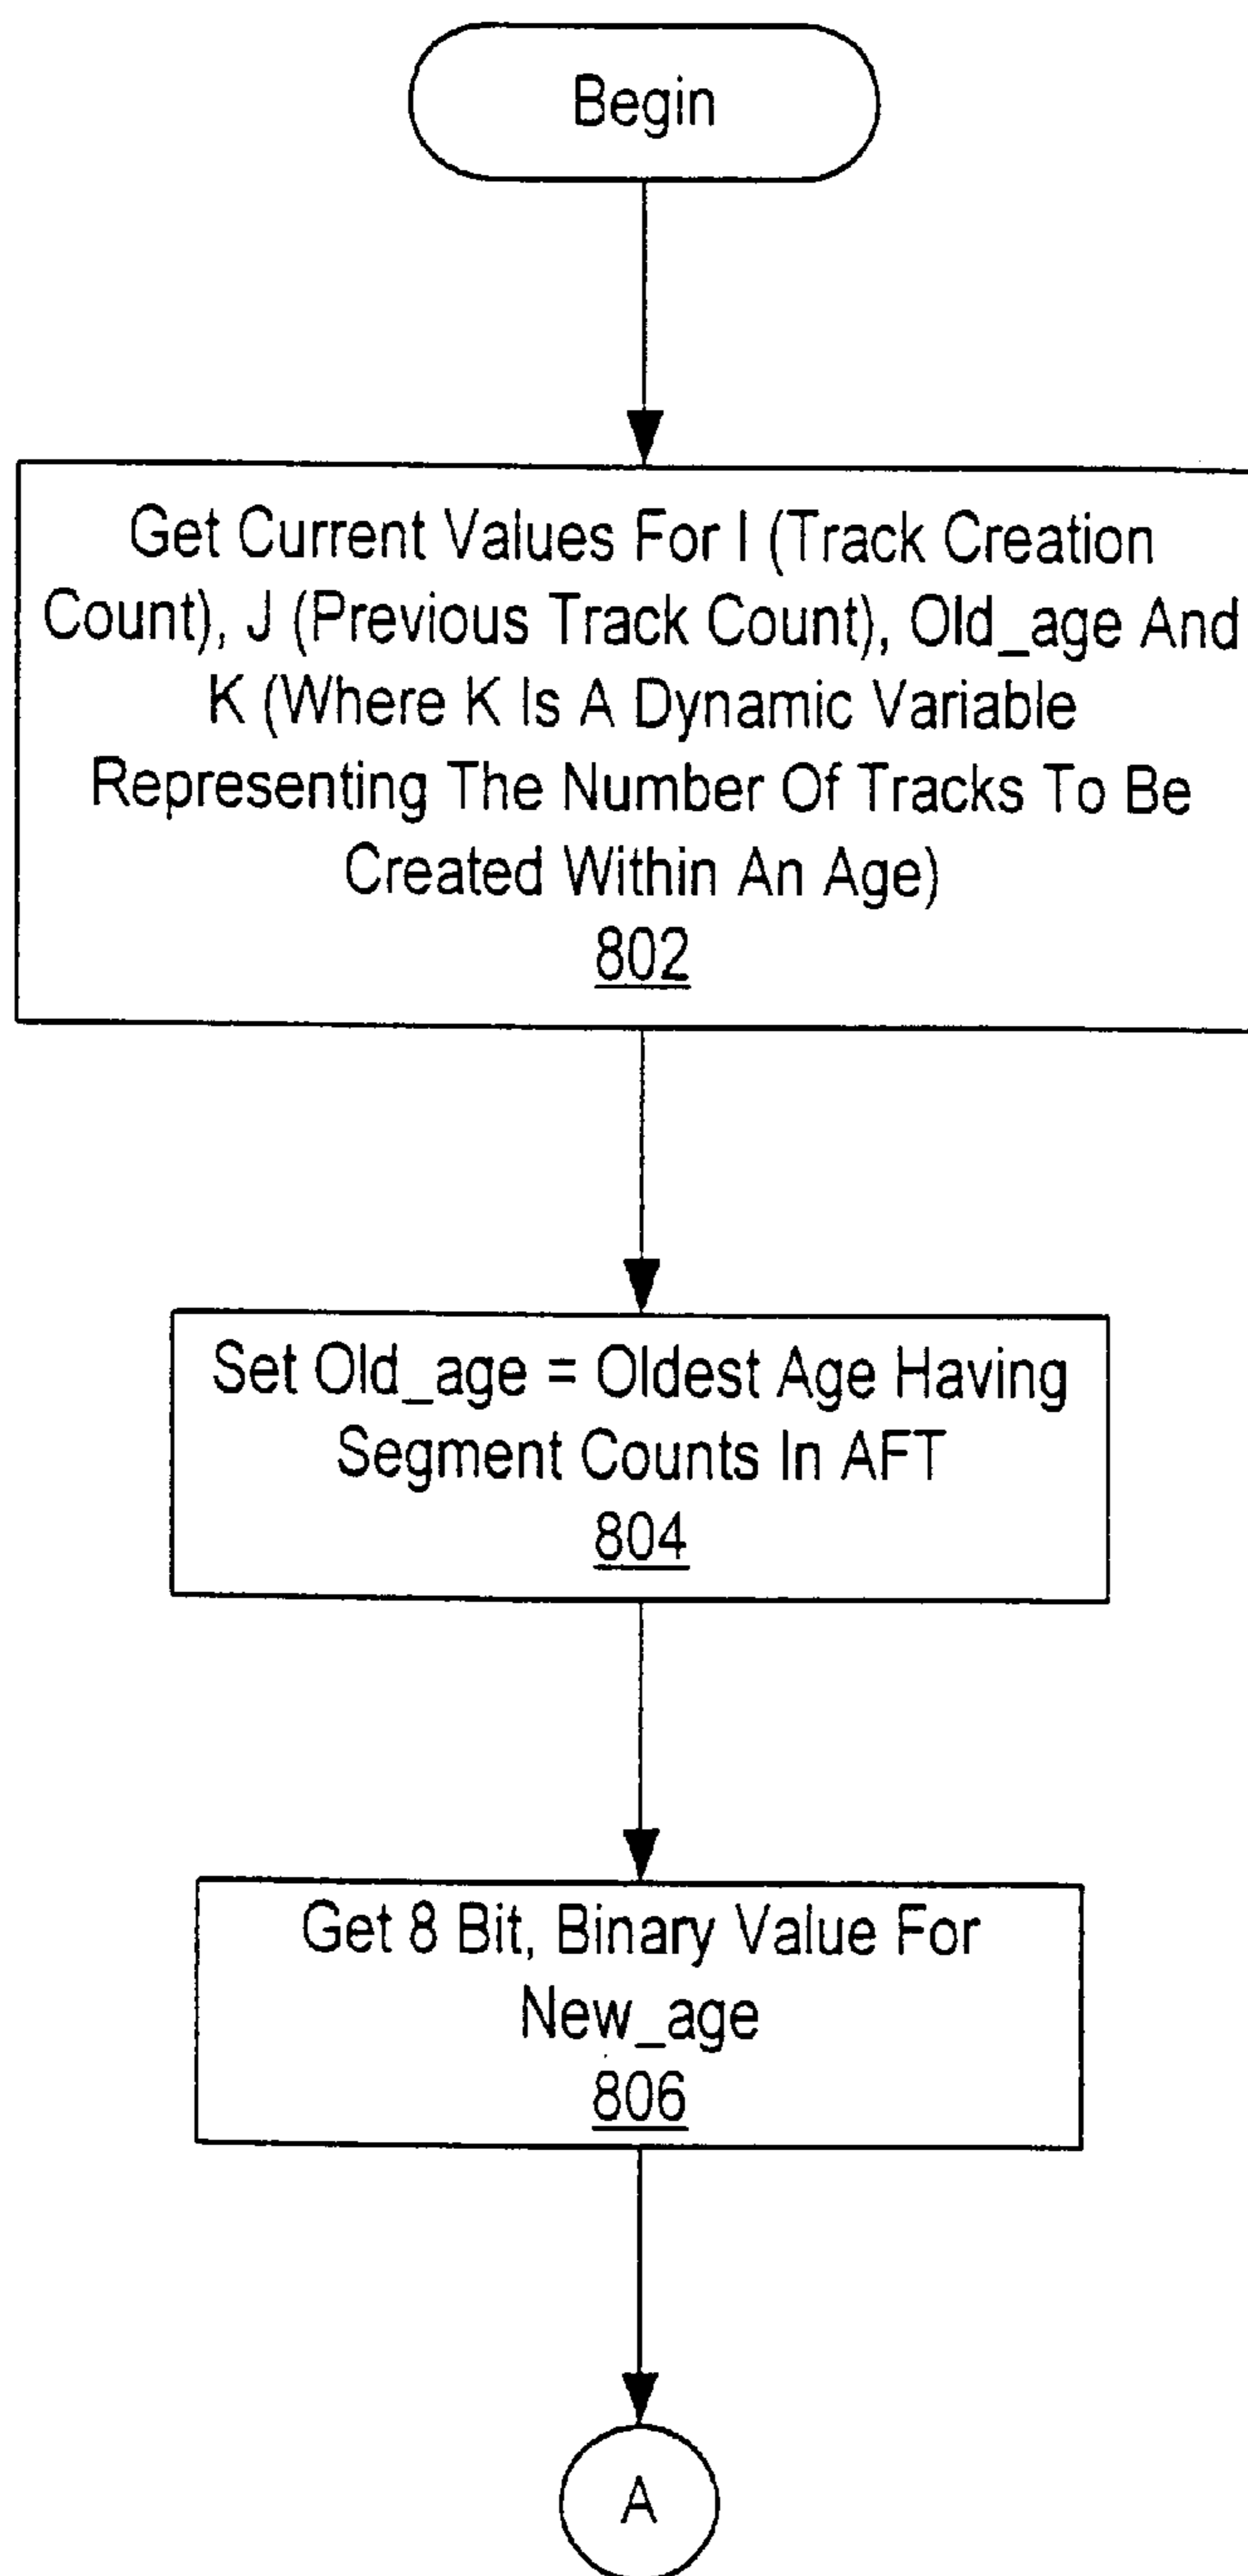 Begin
Get Current Values For I (Track Creation
Count), J (Previous Track Count), Old_age And
K (Where K Is A Dynamic Variable
Representing The Number Of Tracks To Be
Created Within An Age)
802
Set Old_age = Oldest Age Having
Segment Counts In AFT
804
Get 8 Bit, Binary Value For
New_age
806
A